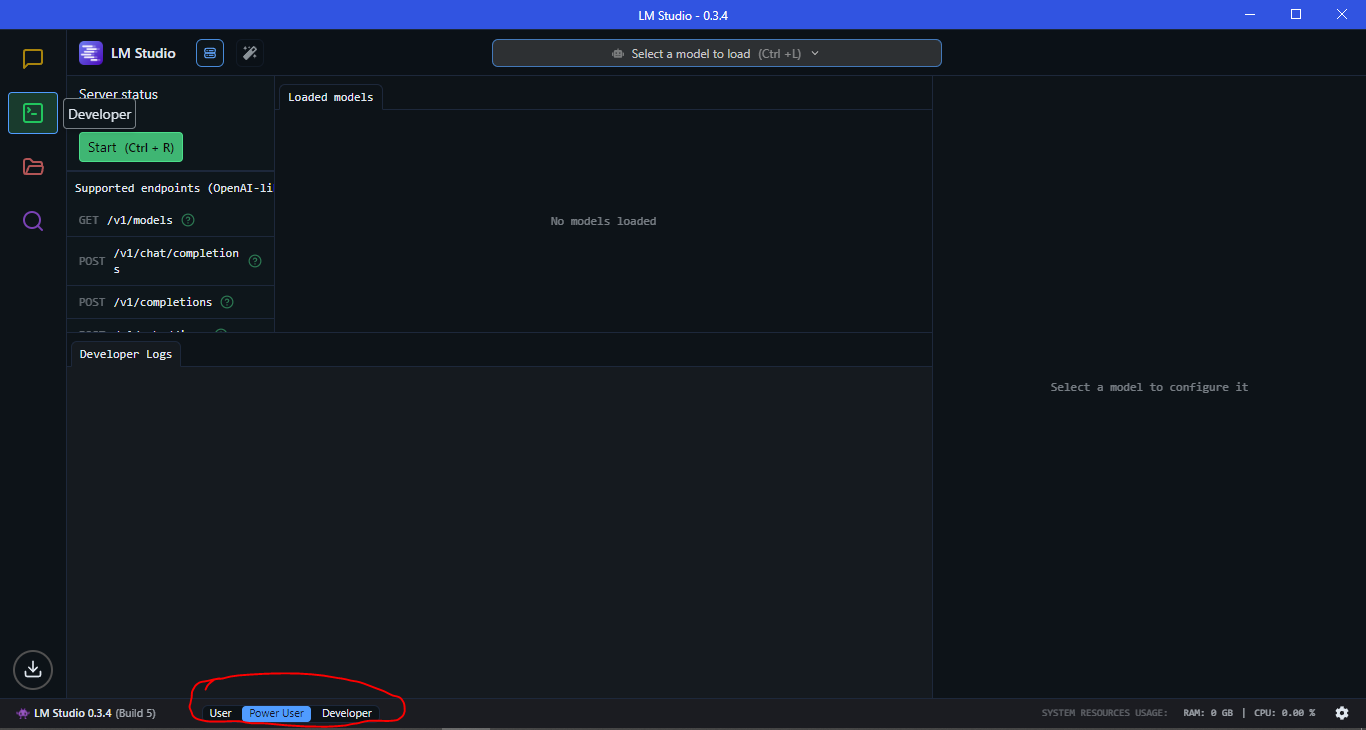 LM Studio - 0.3.4
LM Studio
Select a model to load (Ctrl +L)
Server status
Developer
Start (Ctrl + R)
Supported endpoints (OpenAI-li
GET /v1/models ?
POST /v1/chat/completion
s ?
POST /v1/completions ?
Loaded models
No models loaded
Developer Logs
Select a model to configure it
LM Studio 0.3.4 (Build 5)
User Power User Developer
SYSTEM RESOURCES USAGE: RAM: 0 GB | CPU: 0.00 %